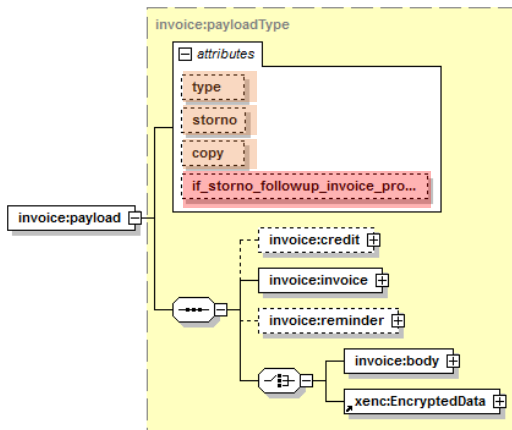 invoice:payloadType
attributes
type
storno
copy
if_storno_followup_invoice_pro...
invoice:payload
invoice:credit
invoice:invoice
invoice:reminder
invoice:body
xenc:EncryptedData